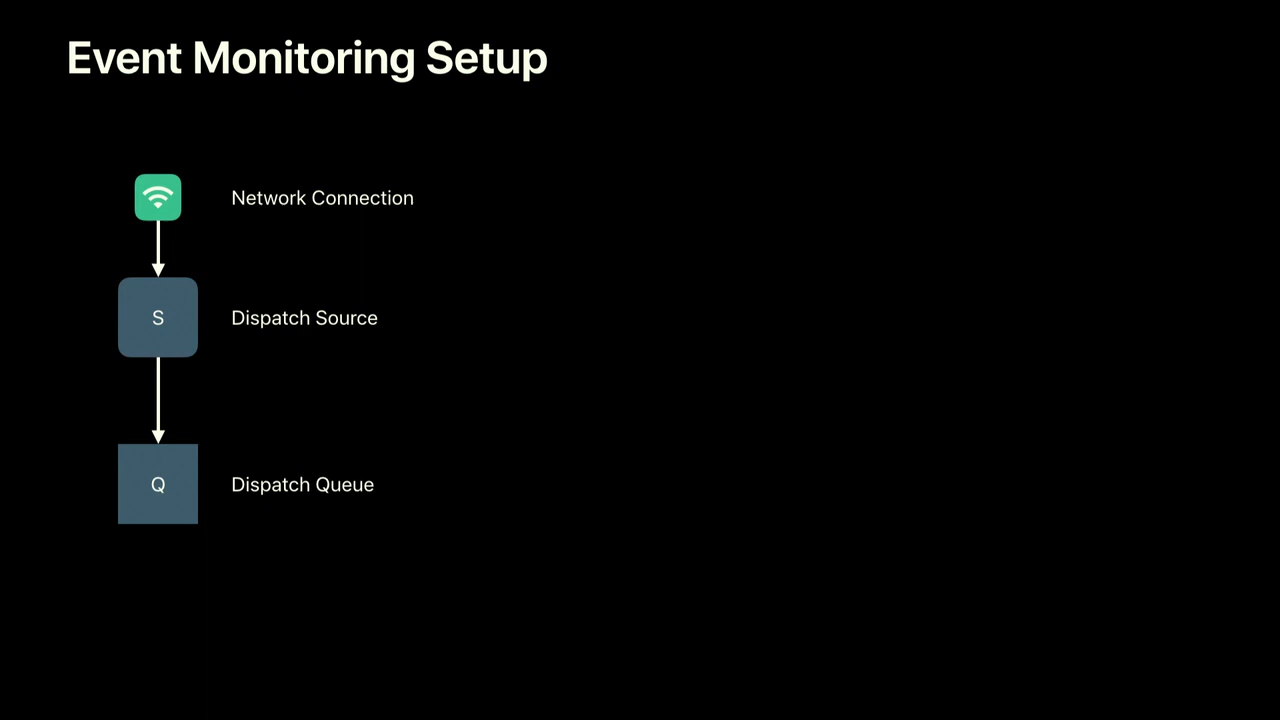 Event Monitoring Setup
Network Connection
S
Dispatch Source
Q
Dispatch Queue